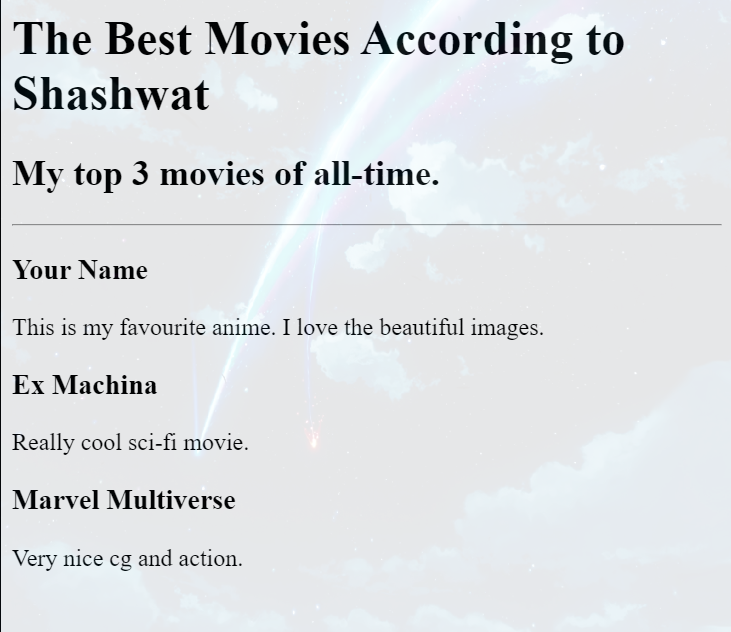 The Best Movies According to
Shashwat
My top 3 movies of all-time.
Your Name
This is my favourite anime. I love the beautiful images.
Ex Machina
Really cool sci-fi movie.
Marvel Multiverse
Very nice cg and action.